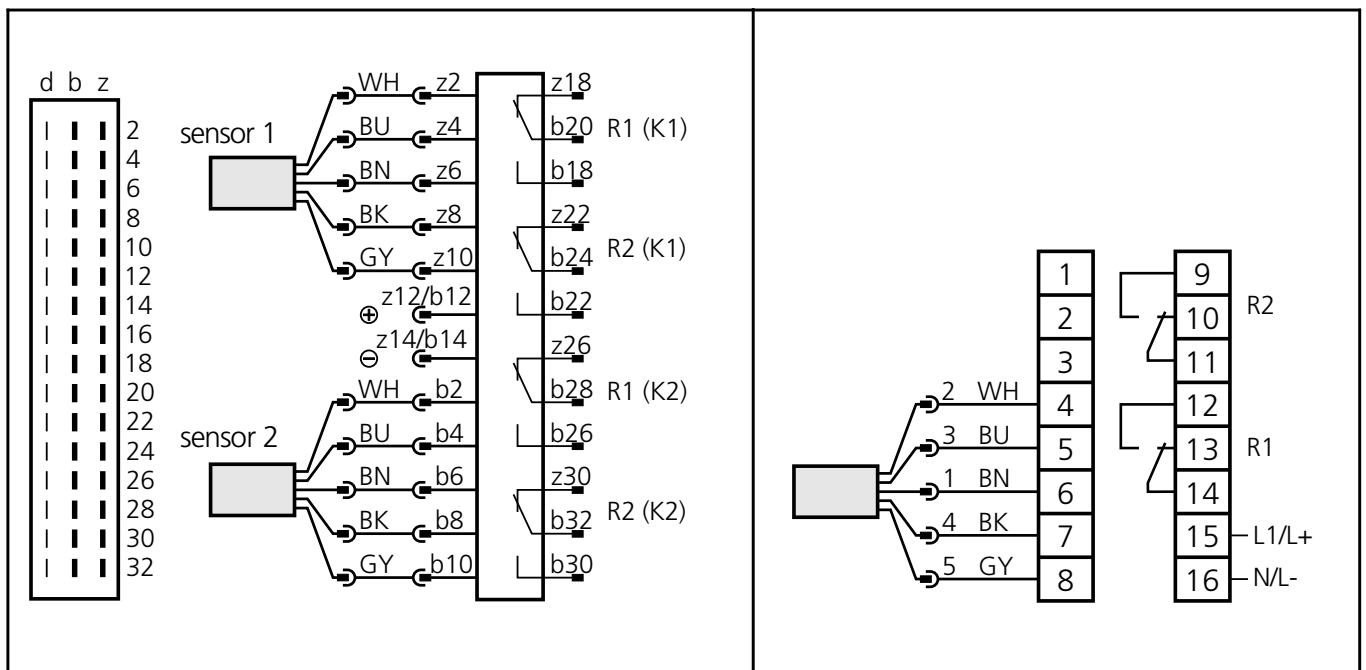 d b z
2
4
6
8
10
12
14
16
18
20
22
24
26
28
30
32
sensor 1
WH z2
BU z4
BN z6
BK z8
GY z10
⊕ z12/b12
⊖ z14/b14
sensor 2
WH b2
BU b4
BN b6
BK b8
GY b10
z18
b20 R1 (K1)
b18
z22
b24 R2 (K1)
b22
z26
b28 R1 (K2)
b26
z30
b32 R2 (K2)
b30
1
2
3
2 WH 4
3 BU 5
1 BN 6
4 BK 7
5 GY 8
9
10 R2
11
12
13 R1
14
15 L1/L+
16 N/L-